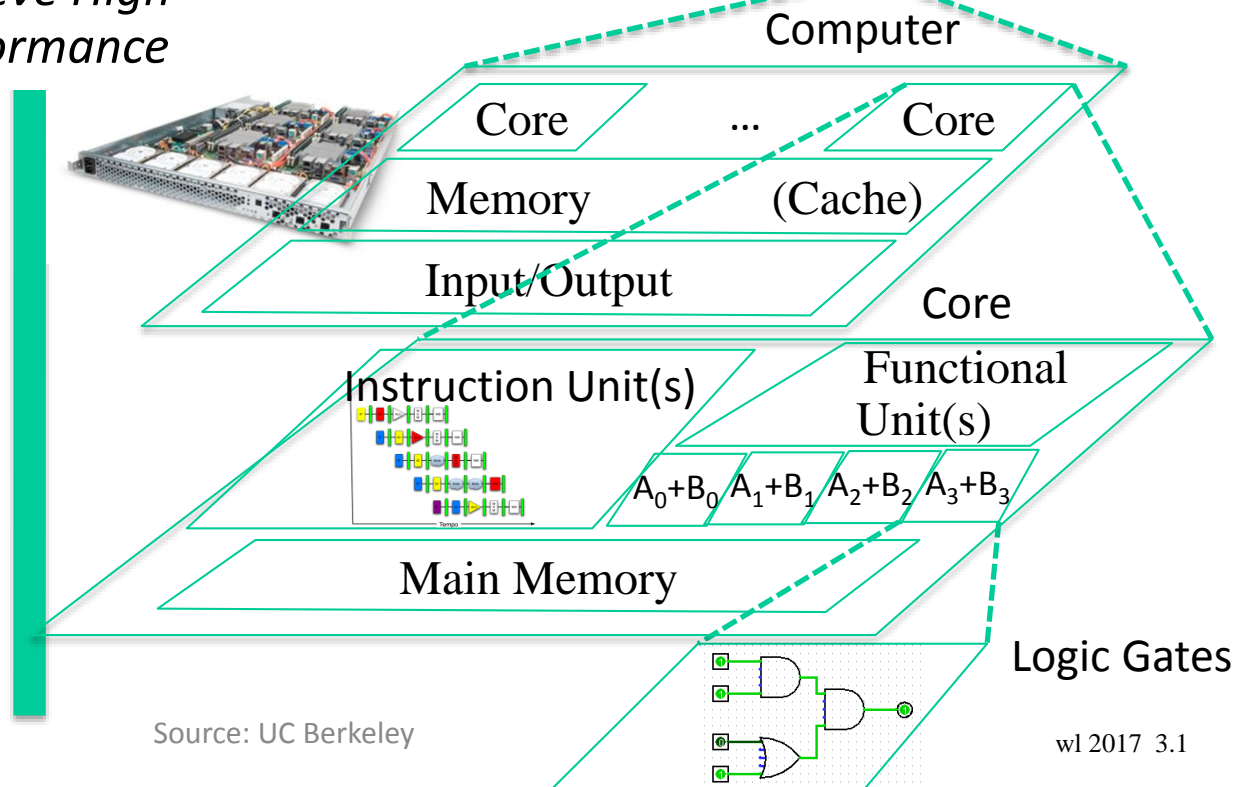 ormance
Computer
Core ... Core
Memory (Cache)
Input/Output
Core
Instruction Unit(s)
Functional
Unit(s)
A₀+B₀ A₁+B₁ A₂+B₂ A₃+B₃
Tempo
Main Memory
Logic Gates
Source: UC Berkeley
wl 2017 3.1